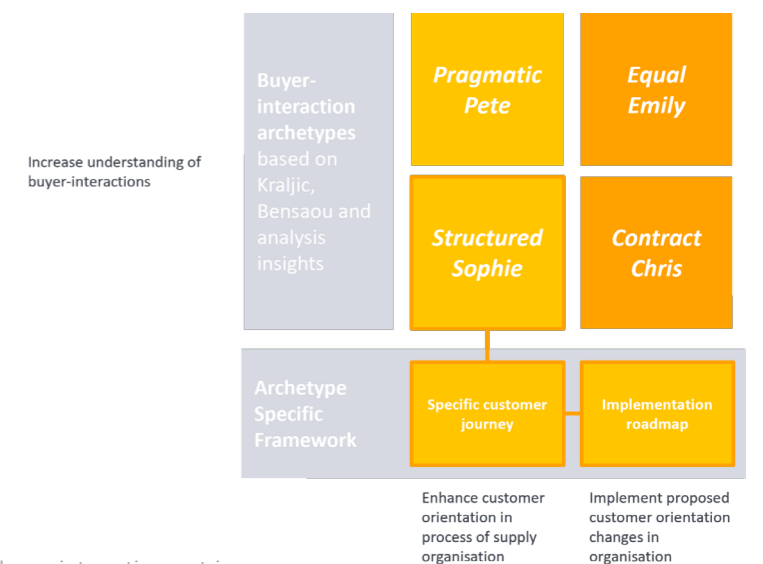 Increase understanding of
buyer-interactions
Buyer-
interaction
archetypes
based on
Kraljic,
Bensaou and
analysis
insights
Pragmatic
Pete
Equal
Emily
Structured
Sophie
Contract
Chris
Archetype
Specific
Framework
Specific customer
journey
Implementation
roadmap
Enhance customer
orientation in
process of supply
organisation
Implement proposed
customer orientation
changes in
organisation